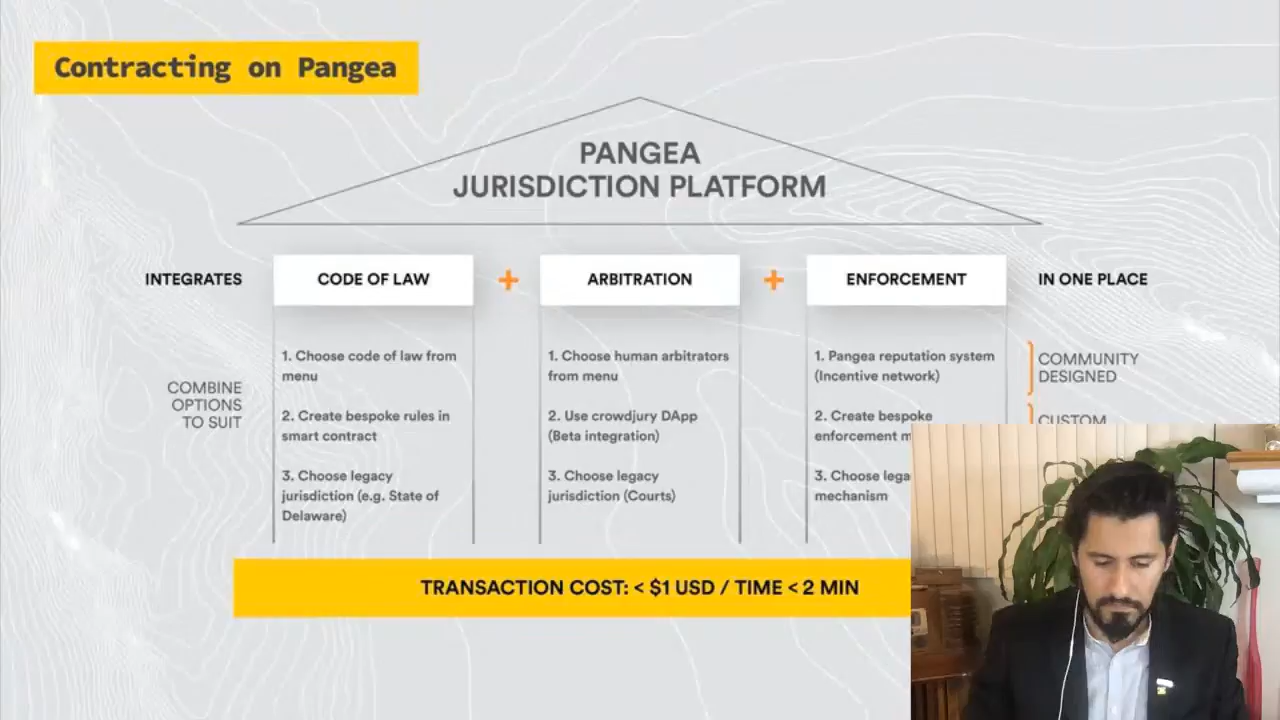 Contracting on Pangea
PANGEA
JURISDICTION PLATFORM
INTEGRATES
CODE OF LAW
+
ARBITRATION
+
ENFORCEMENT
IN ONE PLACE
COMBINE
OPTIONS
TO SUIT
1. Choose code of law from
menu
2. Create bespoke rules in
smart contract
3. Choose legacy
jurisdiction (e.g. State of
Delaware)
1. Choose human arbitrators
from menu
2. Use crowdjury DApp
(Beta integration)
3. Choose legacy
jurisdiction (Courts)
1. Pangea reputation system
(Incentive network)
2. Create bespoke
enforcement
3. Choose
mechanism
COMMUNITY
DESIGNED
CUSTOM
TRANSACTION COST: < $1 USD / TIME < 2 MIN